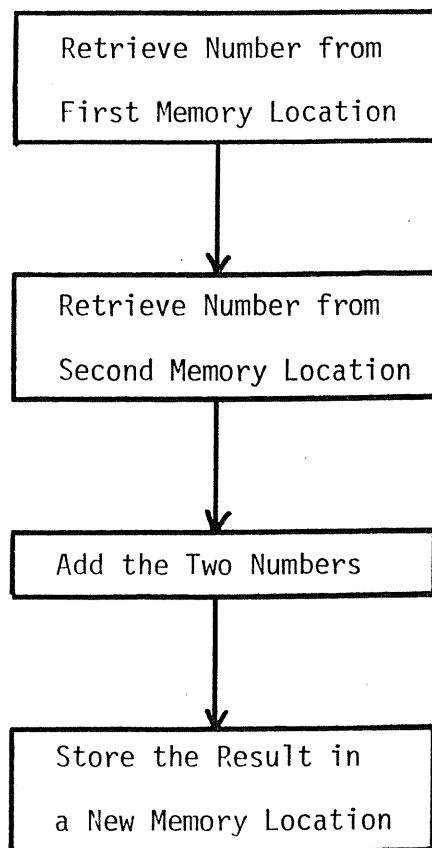 Retrieve Number from
First Memory Location
Retrieve Number from
Second Memory Location
Add the Two Numbers
Store the Result in
a New Memory Location